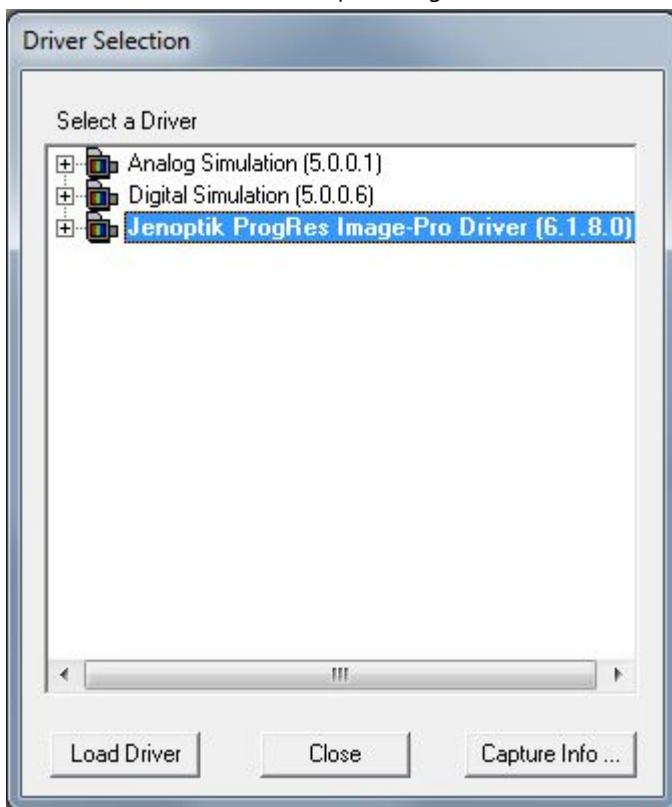 Driver Selection
Select a Driver
Analog Simulation (5.0.0.1)
Digital Simulation (5.0.0.6)
Jenoptik ProgRes Image-Pro Driver (6.1.8.0)
Load Driver Close Capture Info ...